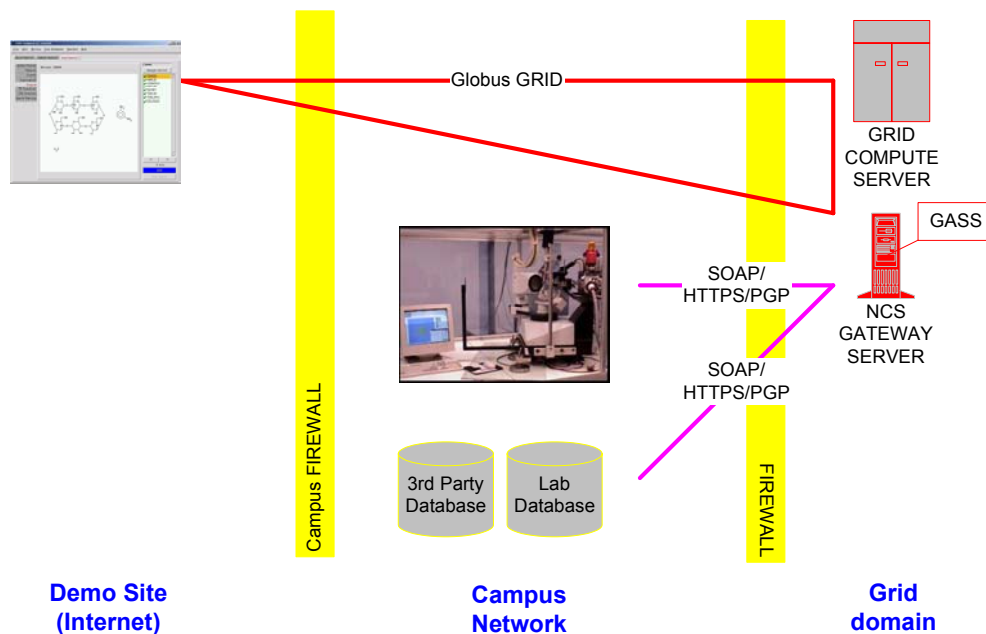 Globus GRID
GRID
COMPUTE
SERVER
GASS
SOAP/
HTTPS/PGP
NCS
GATEWAY
SERVER
SOAP/
HTTPS/PGP
Campus FIREWALL
3rd Party
Database
Lab
Database
FIREWALL
Demo Site
(Internet)
Campus
Network
Grid
domain